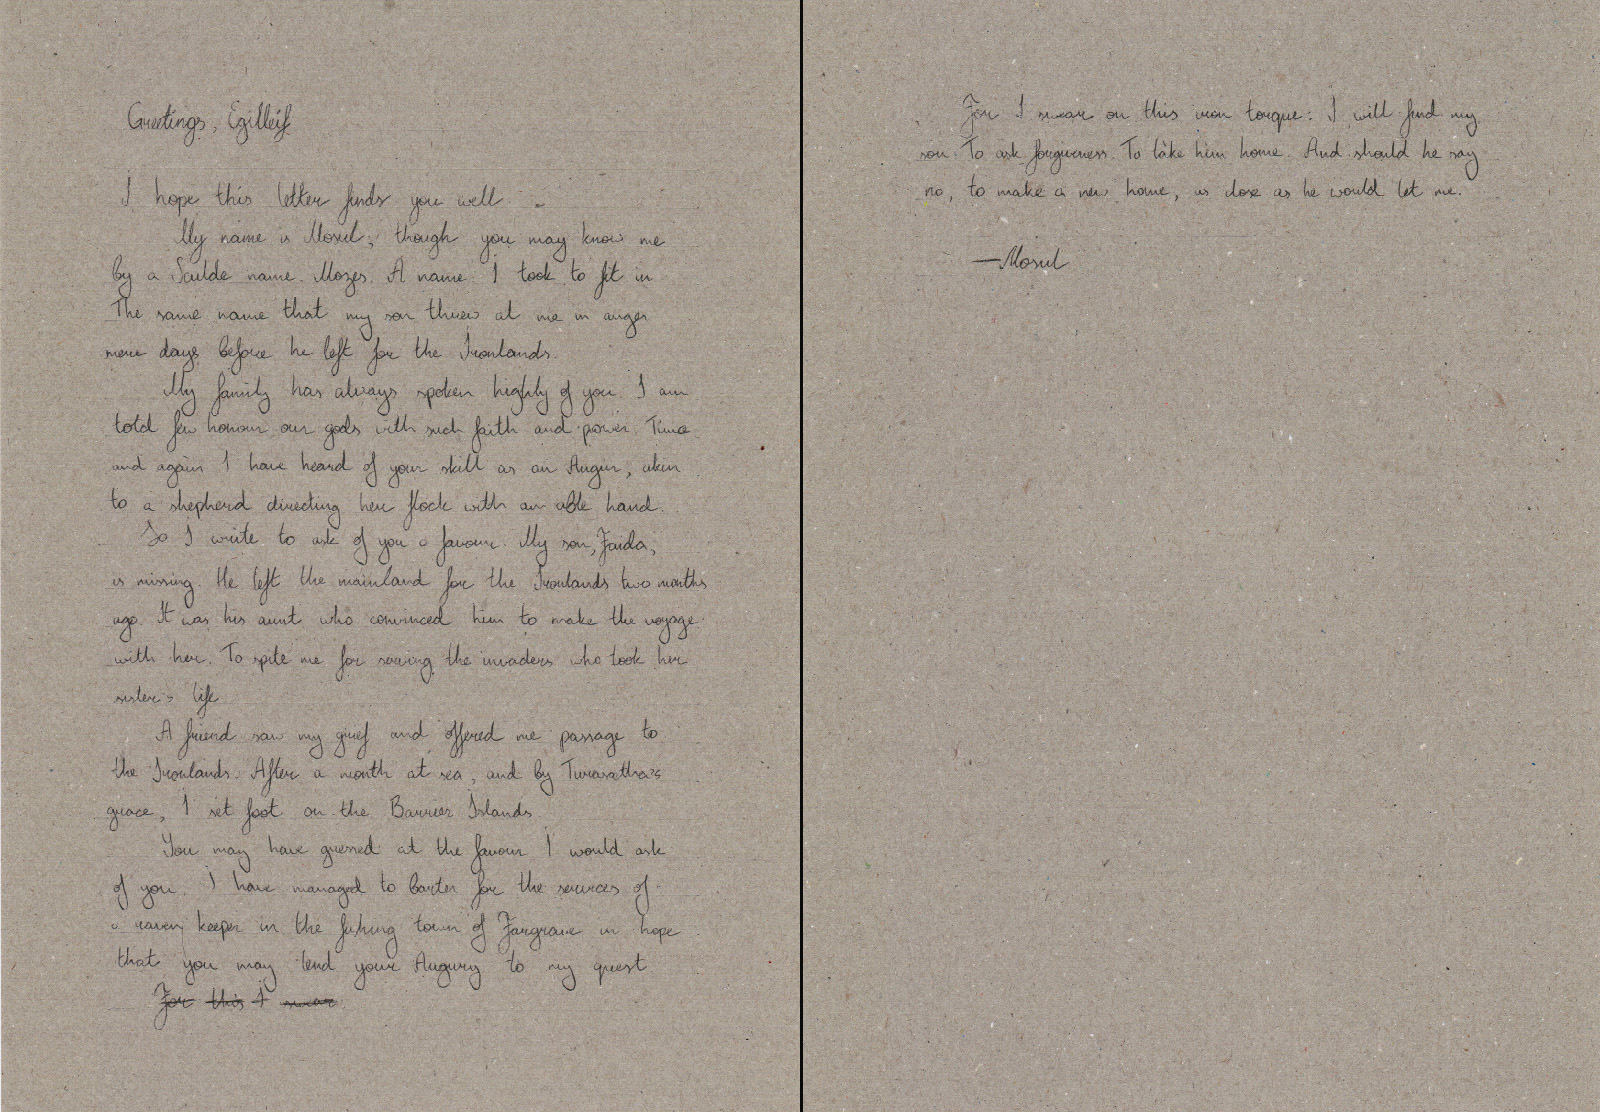 Greetings, Egilleif
I hope this letter finds you well.
My name is Mosul, though you may know me
by a Scilde name. Mozes. A name I took to fit in.
The same name that my son threw at me in anger
mere days before he left for the Ironlands.
My family has always spoken highly of you. I am
told few honour our gods with such faith and power. Time
and again I have heard of your skill as an Augur, akin
to a shepherd directing her flock with an able hand.
So I write to ask of you a favour. My son, Faida,
is missing. He left the mainland for the Ironlands two months
ago. It was his aunt who convinced him to make the voyage
with her. To spite me for serving the invaders who took her
sister's life.
A friend saw my grief and offered me passage to
the Ironlands. After a month at sea, and by Turasatha's
grace, I set foot on the Barrier Islands.
You may have guessed at the favour I would ask
of you. I have managed to barter for the services of
a raven keeper in the fishing town of Fargrave in hope
that you may lend your Augury to my quest
For this I swear
For I swear on this iron torque: I will find my
son. To ask forgiveness. To take him home. And should he say
no, to make a new home, as close as he would let me.
—Mosul